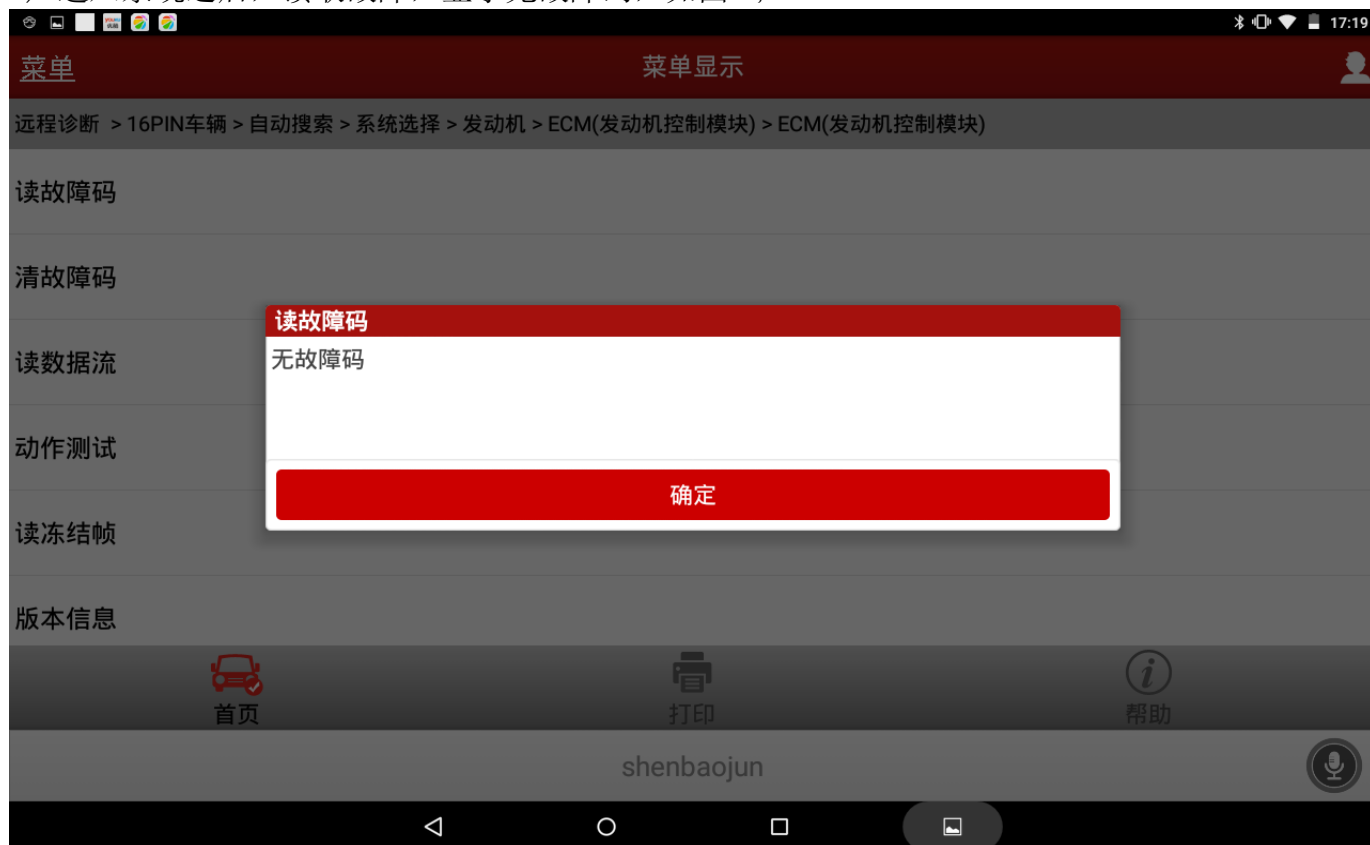 17:19
菜单
菜单显示
远程诊断 > 16PIN车辆 > 自动搜索 > 系统选择 > 发动机 > ECM(发动机控制模块) > ECM(发动机控制模块)
读故障码
清故障码
读故障码
无故障码
读数据流
动作测试
确定
读冻结帧
版本信息
首页
打印
帮助
shenbaojun